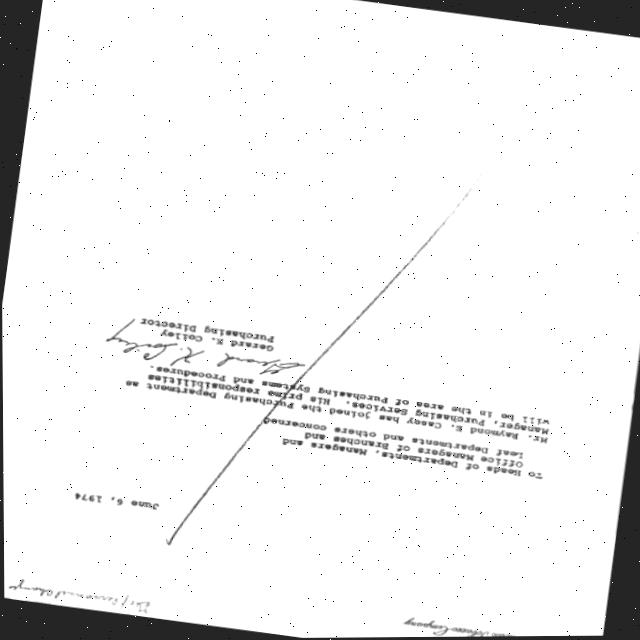 June 6, 1974
To Heads of Departments, Managers and
Office Managers of Branches and
Leaf Departments and others concerned
Mr. Raymond E. Casey has joined the Purchasing Department as
Manager, Purchasing Services. His prime responsibilities
will be in the area of Purchasing Systems and Procedures.
Gerard K. Colley
Purchasing Director